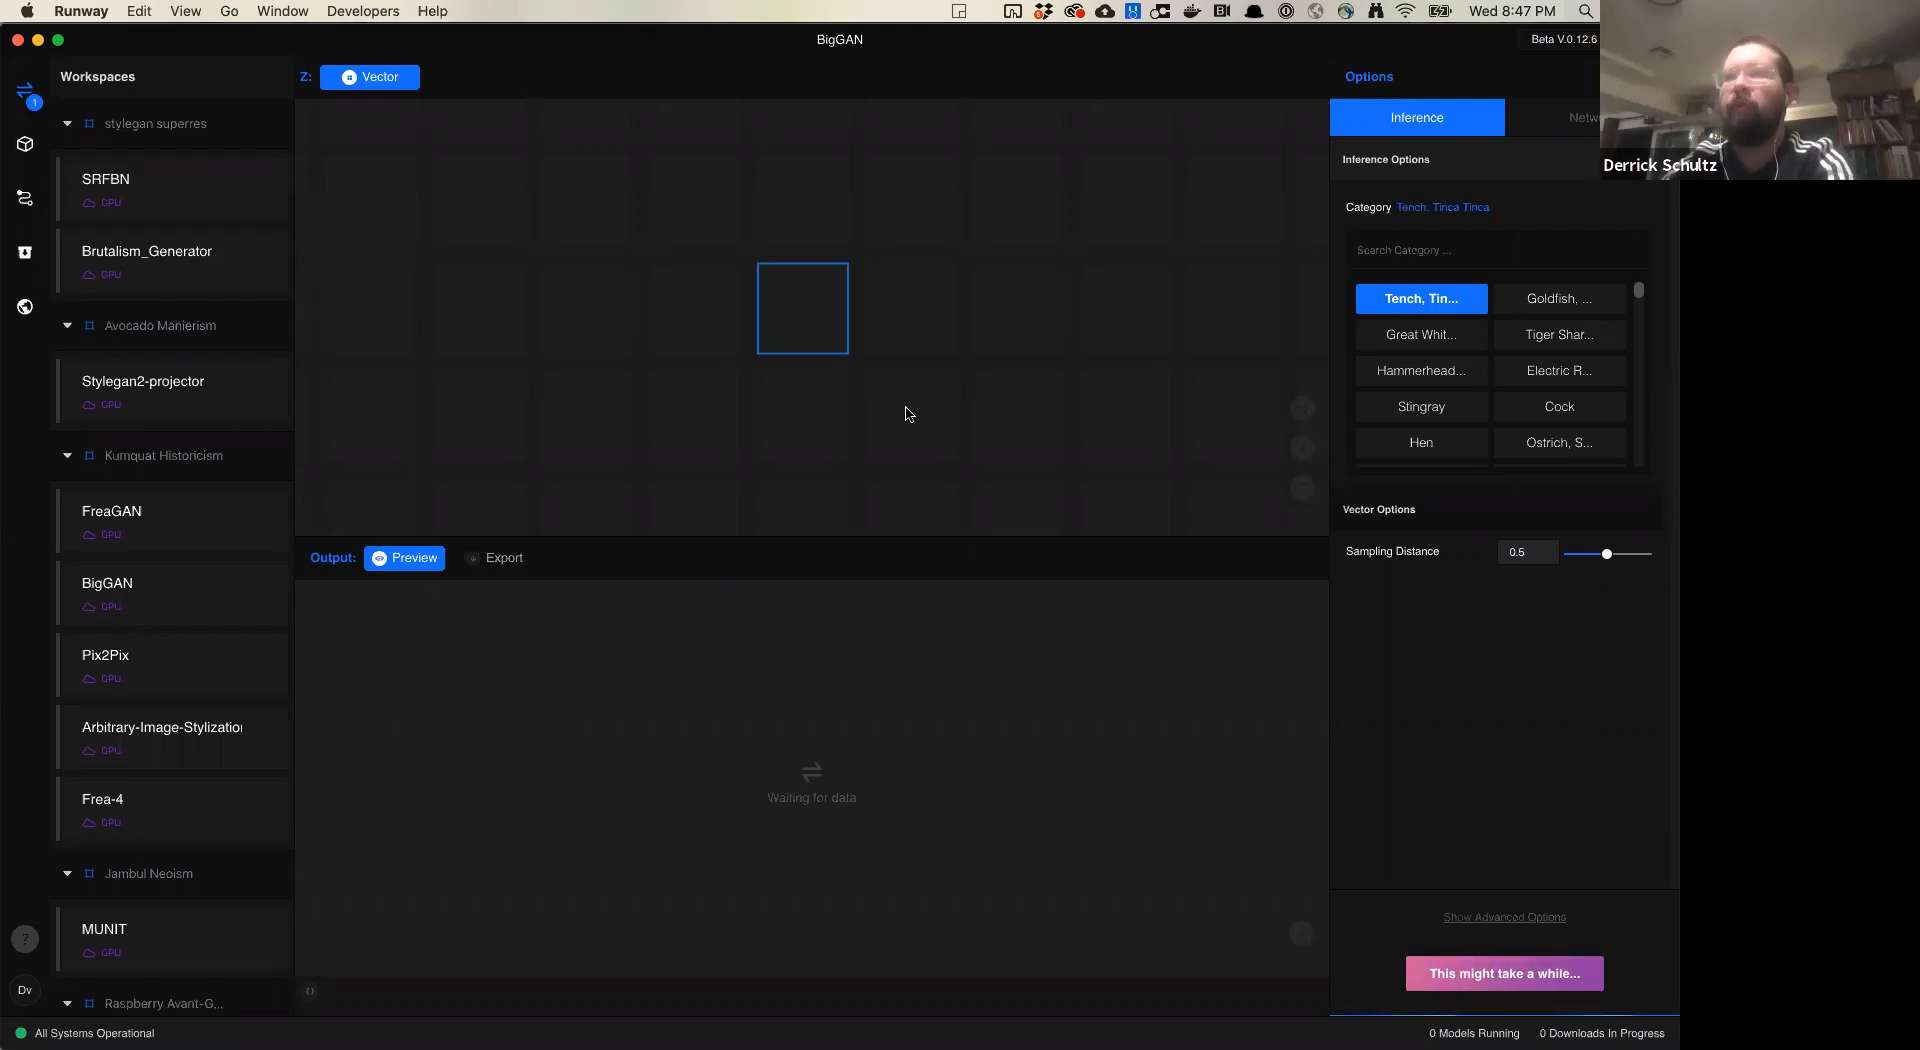 Runway Edit View Go Window Developers Help
Wed 8:47 PM
BigGAN
Beta V.0.12.6
Workspaces
Z: Vector
Options
stylegan superres
SRFBN
GPU
Brutalism_Generator
GPU
Avocado Manierism
Stylegan2-projector
GPU
Kumquat Historicism
FreaGAN
GPU
BigGAN
GPU
Pix2Pix
GPU
Arbitrary-Image-Stylization
GPU
Frea-4
GPU
Jambul Neoism
MUNIT
GPU
Raspberry Avant-G...
Output: Preview Export
Waiting for data
Inference Netw
Inference Options
Derrick Schultz
Category Tench, Tinca Tinca
Search Category ...
Tench, Tin... Goldfish, ...
Great Whit... Tiger Shar...
Hammerhead... Electric R...
Stingray Cock
Hen Ostrich, S...
Vector Options
Sampling Distance 0.5
Show Advanced Options
This might take a while...
?
Dv
1
All Systems Operational
0 Models Running 0 Downloads In Progress